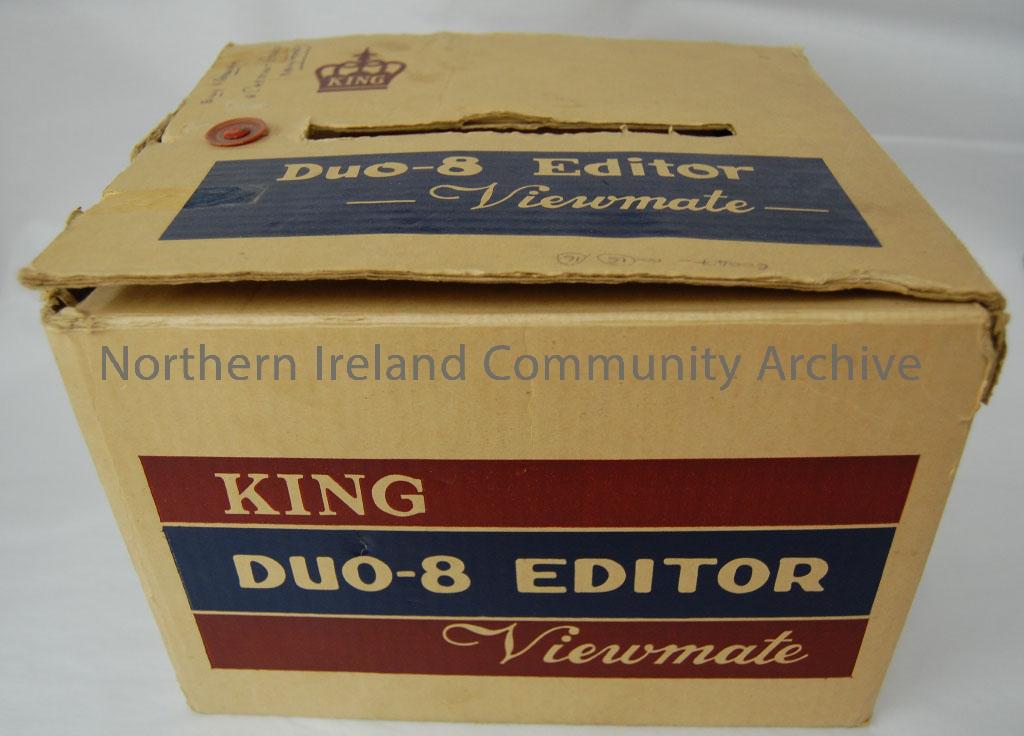 KING
Duo-8 Editor
Viewmate
Northern Ireland Community Archive
KING
DUO-8 EDITOR
Viewmate